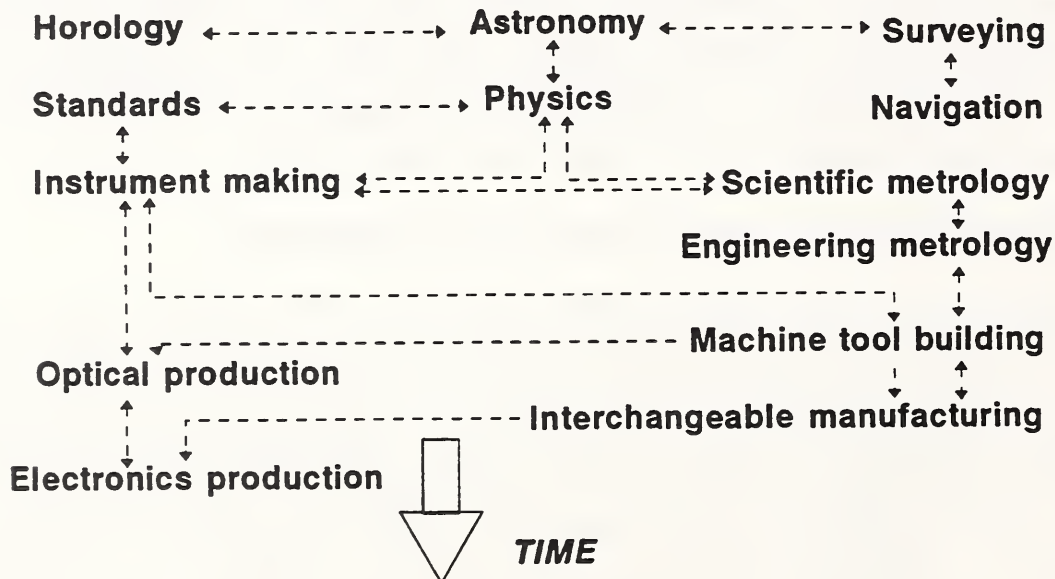 Horology Astronomy Surveying
Standards Physics Navigation
Instrument making Scientific metrology
Engineering metrology
Machine tool building
Optical production
Interchangeable manufacturing
Electronics production
TIME